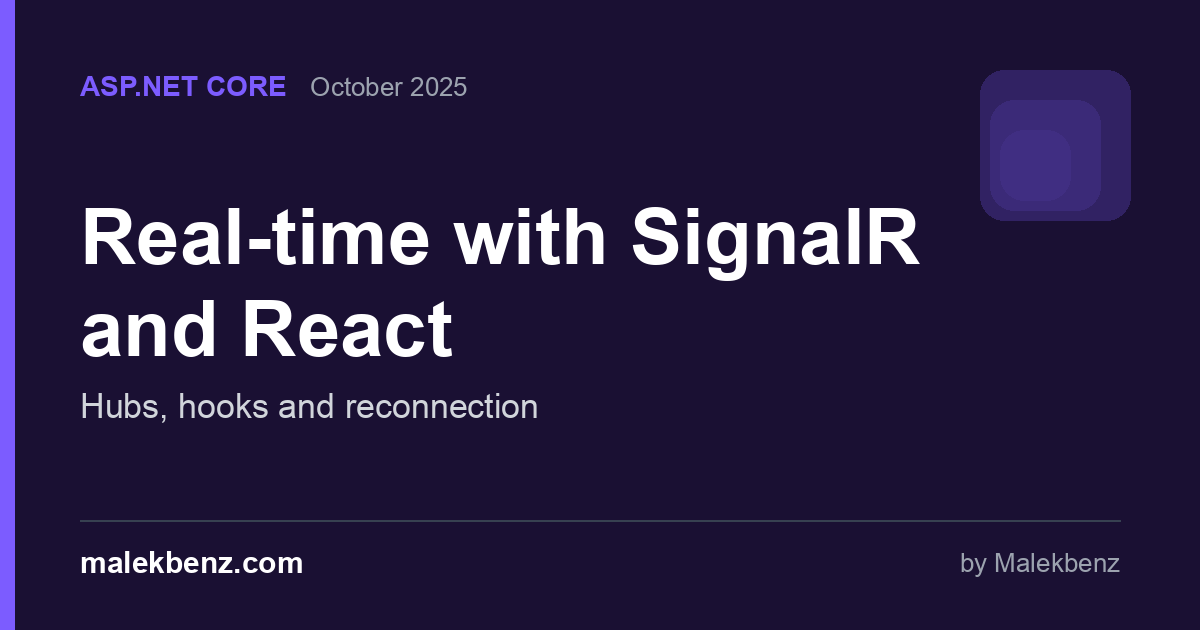 ASP.NET CORE October 2025
Real-time with SignalR
and React
Hubs, hooks and reconnection
malekbenz.com by Malekbenz